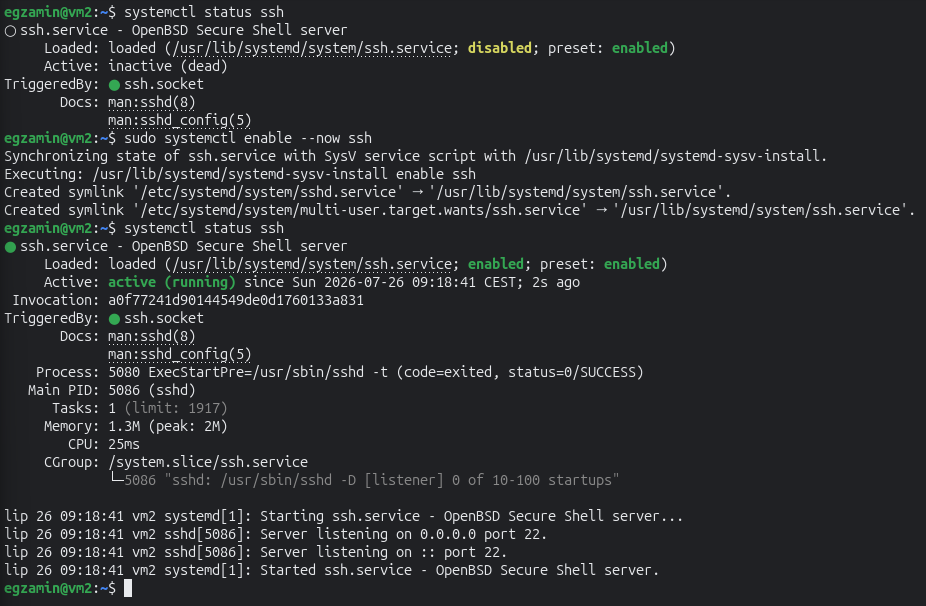 egzamin@vm2:~$ systemctl status ssh
○ ssh.service - OpenBSD Secure Shell server
     Loaded: loaded (/usr/lib/systemd/system/ssh.service; disabled; preset: enabled)
     Active: inactive (dead)
TriggeredBy: ● ssh.socket
       Docs: man:sshd(8)
             man:sshd_config(5)
egzamin@vm2:~$ sudo systemctl enable --now ssh
Synchronizing state of ssh.service with SysV service script with /usr/lib/systemd/systemd-sysv-install.
Executing: /usr/lib/systemd/systemd-sysv-install enable ssh
Created symlink '/etc/systemd/system/sshd.service' → '/usr/lib/systemd/system/ssh.service'.
Created symlink '/etc/systemd/system/multi-user.target.wants/ssh.service' → '/usr/lib/systemd/system/ssh.service'.
egzamin@vm2:~$ systemctl status ssh
● ssh.service - OpenBSD Secure Shell server
     Loaded: loaded (/usr/lib/systemd/system/ssh.service; enabled; preset: enabled)
     Active: active (running) since Sun 2026-07-26 09:18:41 CEST; 2s ago
 Invocation: a0f77241d90144549de0d1760133a831
TriggeredBy: ● ssh.socket
       Docs: man:sshd(8)
             man:sshd_config(5)
    Process: 5080 ExecStartPre=/usr/sbin/sshd -t (code=exited, status=0/SUCCESS)
   Main PID: 5086 (sshd)
      Tasks: 1 (limit: 1917)
     Memory: 1.3M (peak: 2M)
        CPU: 25ms
     CGroup: /system.slice/ssh.service
             └─5086 "sshd: /usr/sbin/sshd -D [listener] 0 of 10-100 startups"

lip 26 09:18:41 vm2 systemd[1]: Starting ssh.service - OpenBSD Secure Shell server...
lip 26 09:18:41 vm2 sshd[5086]: Server listening on 0.0.0.0 port 22.
lip 26 09:18:41 vm2 sshd[5086]: Server listening on :: port 22.
lip 26 09:18:41 vm2 systemd[1]: Started ssh.service - OpenBSD Secure Shell server.
egzamin@vm2:~$